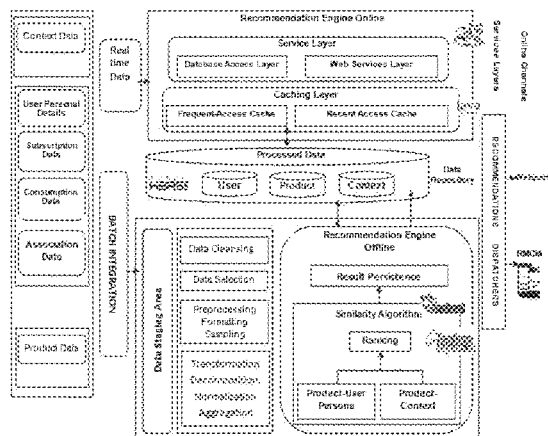 Context Data
Real
time
Data
User Personal
Details
Subscription
Data
Consumption
Data
Association
Data
Product Data
BATCH INTEGRATION
Recommendation Engine Online
Service Layer
Database Access Layer
Web Services Layer
Caching Layer
Frequent-Access Cache
Recent Access Cache
Services Layers
Online Channels
Processed Data
User
Product
Context
Data
Repository
RECOMMENDATIONS DISPATCHERS
Data Staging Area
Data Cleansing
Data Selection
Preprocessing
Formatting
Sampling
Transformation
Decomposition
Normalization
Aggregation
Recommendation Engine
Offline
Result Persistence
Similarity Algorithm
Ranking
Product-User
Persona
Product-
Context